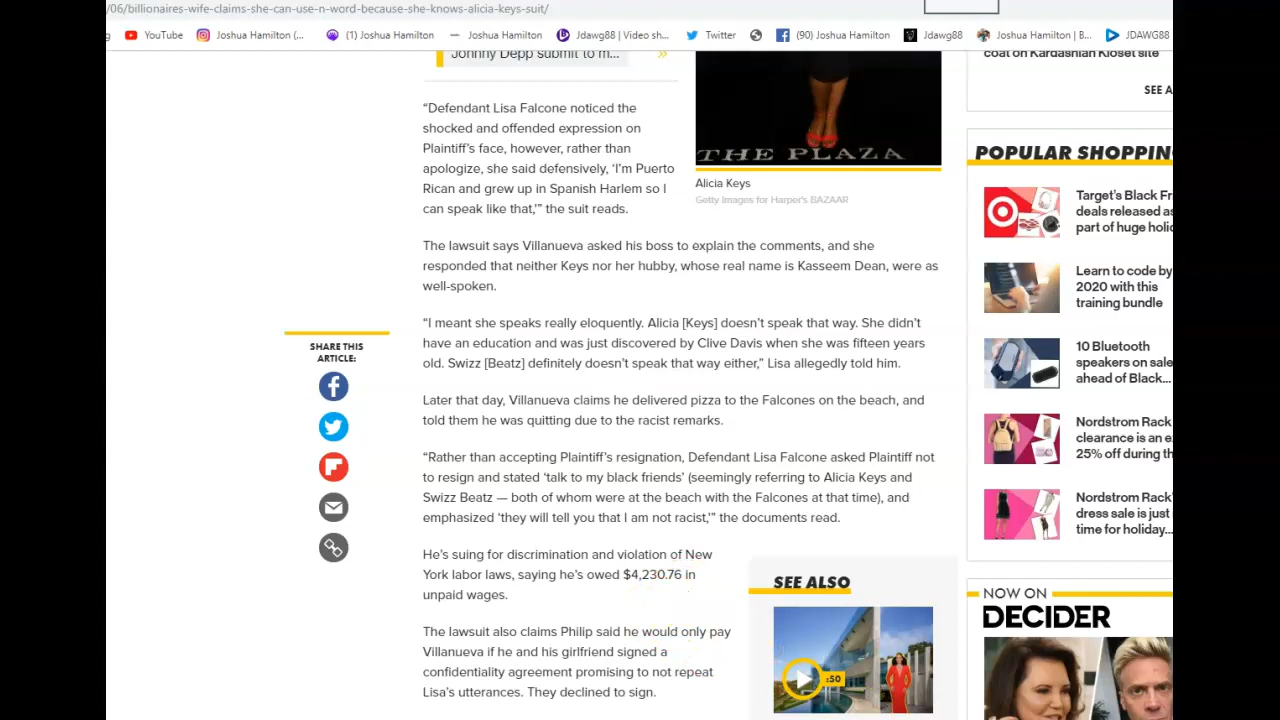 /06/billionaires-wife-claims-she-can-use-n-word-because-she-knows-alicia-keys-suit/
YouTube
Joshua Hamilton (...
(1) Joshua Hamilton
Joshua Hamilton
Jdawg88 | Video sh...
Twitter
(90) Joshua Hamilton
Jdawg88
Joshua Hamilton | B...
JDAWG88
Johnny Depp submit to m...
“Defendant Lisa Falcone noticed the
shocked and offended expression on
Plaintiff’s face, however, rather than
apologize, she said defensively, ‘I’m Puerto
Rican and grew up in Spanish Harlem so I
can speak like that,’” the suit reads.
THE PLAZA
Alicia Keys
Getty Images for Harper's BAZAAR
The lawsuit says Villanueva asked his boss to explain the comments, and she
responded that neither Keys nor her hubby, whose real name is Kasseem Dean, were as
well-spoken.
“I meant she speaks really eloquently. Alicia [Keys] doesn’t speak that way. She didn’t
have an education and was just discovered by Clive Davis when she was fifteen years
old. Swizz [Beatz] definitely doesn’t speak that way either,” Lisa allegedly told him.
Later that day, Villanueva claims he delivered pizza to the Falcones on the beach, and
told them he was quitting due to the racist remarks.
“Rather than accepting Plaintiff’s resignation, Defendant Lisa Falcone asked Plaintiff not
to resign and stated ‘talk to my black friends’ (seemingly referring to Alicia Keys and
Swizz Beatz — both of whom were at the beach with the Falcones at that time), and
emphasized ‘they will tell you that I am not racist,’” the documents read.
He’s suing for discrimination and violation of New
York labor laws, saying he’s owed $4,230.76 in
unpaid wages.
The lawsuit also claims Philip said he would only pay
Villanueva if he and his girlfriend signed a
confidentiality agreement promising to not repeat
Lisa’s utterances. They declined to sign.
SHARE THIS
ARTICLE:
SEE ALSO
:50
coat on Kardashian Kloset site
SEE A
POPULAR SHOPPIN
Target’s Black Fr
deals released as
part of huge holid
Learn to code by
2020 with this
training bundle
10 Bluetooth
speakers on sale
ahead of Black...
Nordstrom Rack
clearance is an e
25% off during th
Nordstrom Rack’
dress sale is just
time for holiday...
NOW ON
DECIDER